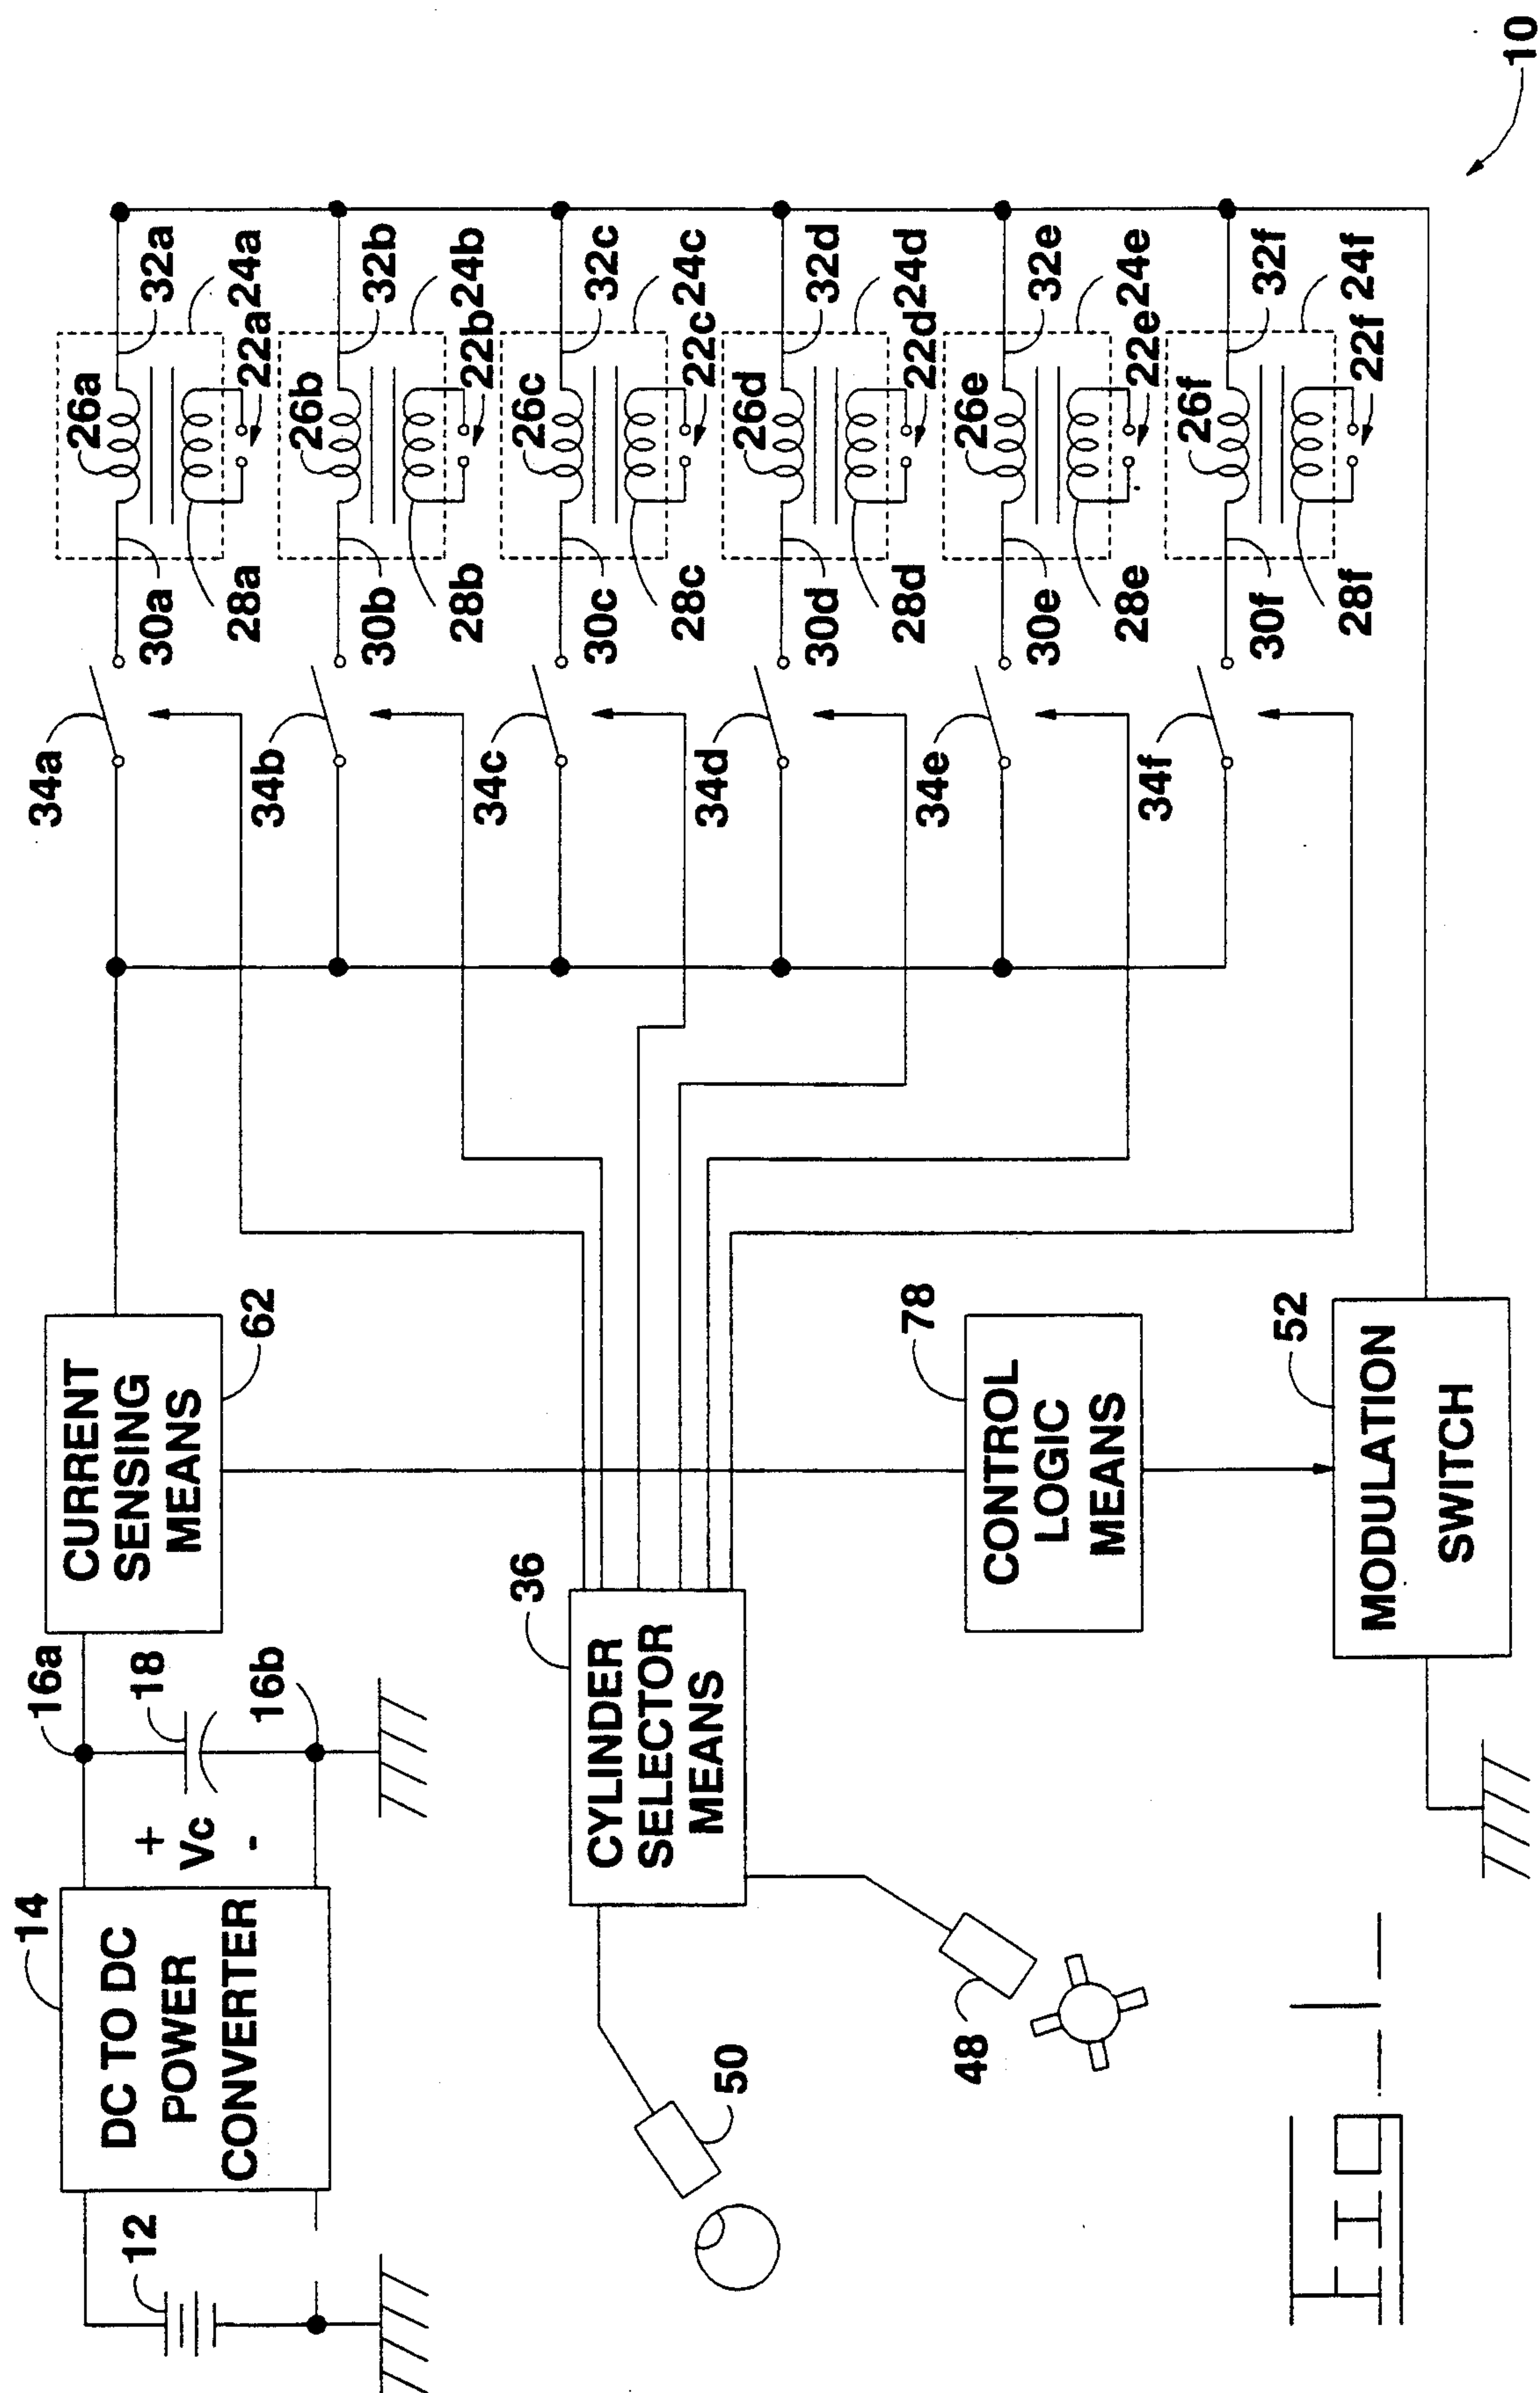 10
12
14
DC TO DC
POWER
CONVERTER
+
Vc
-
16a
18
16b
CURRENT
SENSING
MEANS
62
34a
30a
26a
28a
32a
24a
22a
34b
30b
26b
28b
32b
24b
22b
34c
30c
26c
28c
32c
24c
22c
34d
30d
26d
28d
32d
24d
22d
34e
30e
26e
28e
32e
24e
22e
34f
30f
26f
28f
32f
24f
22f
36
CYLINDER
SELECTOR
MEANS
50
48
78
CONTROL
LOGIC
MEANS
52
MODULATION
SWITCH
FIG. 1